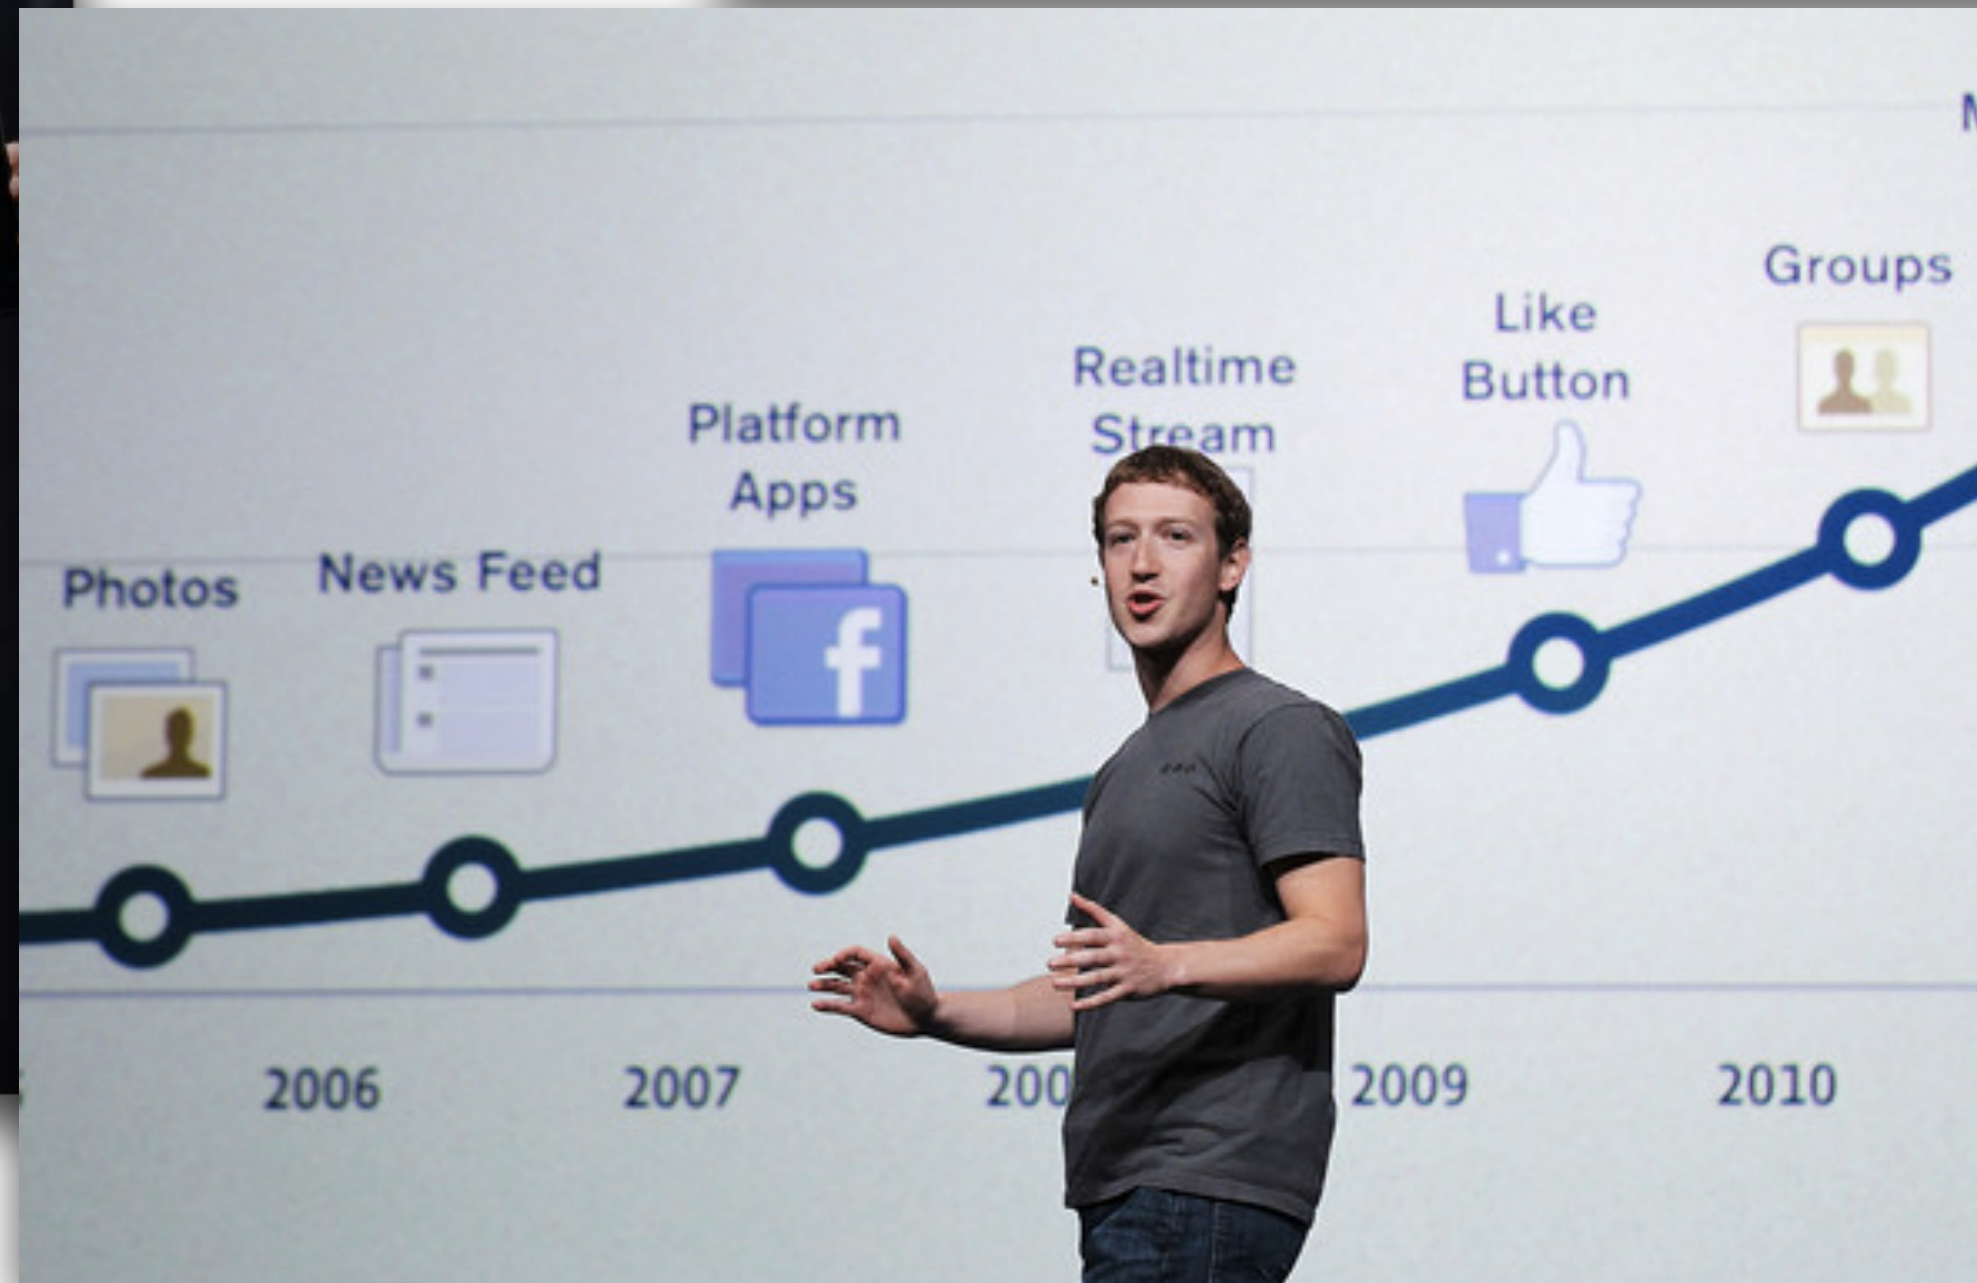 Groups
Like
Button
Realtime
Stream
Platform
Apps
News Feed
Photos
f
2006
2007
2009
2010